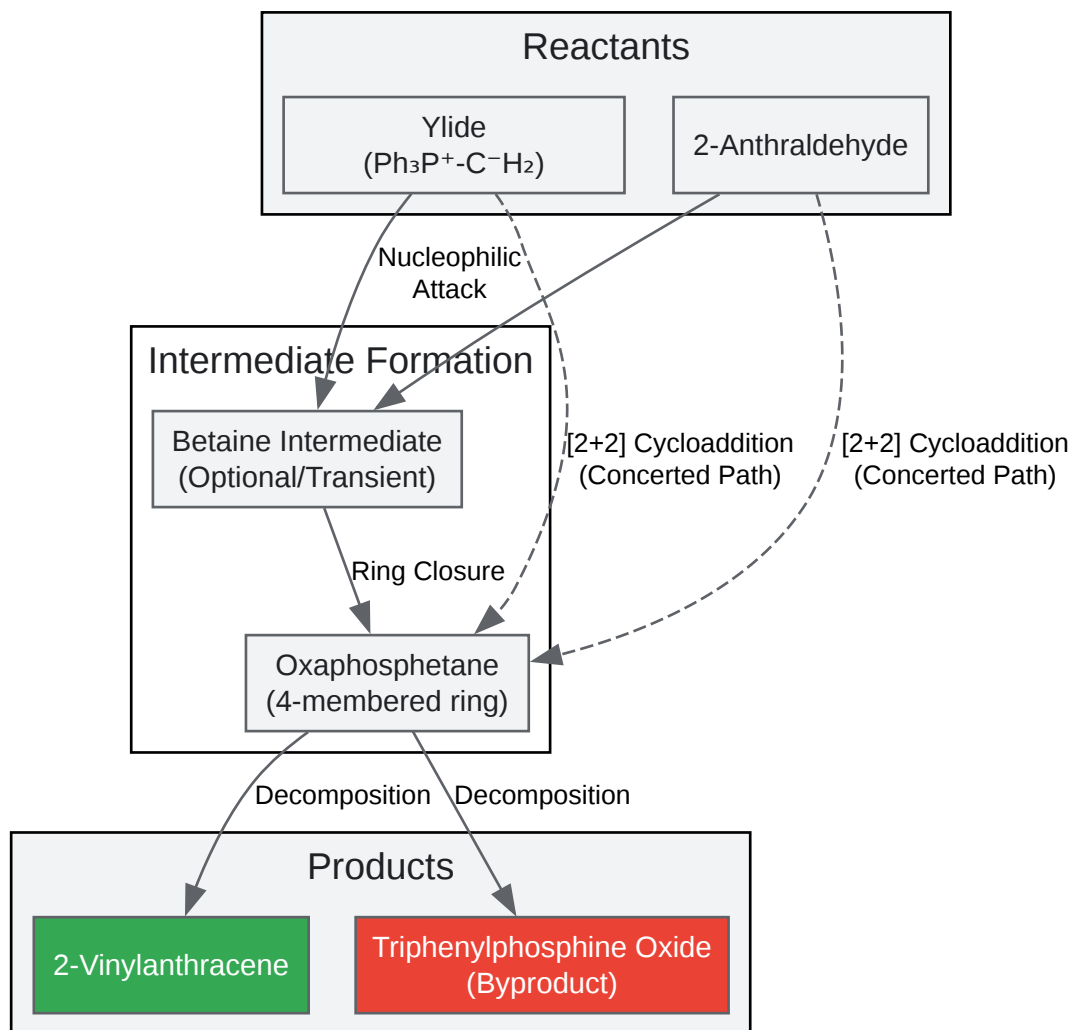 Reactants
Ylide
(Ph₃P⁺-C⁻H₂)
2-Anthraldehyde
Nucleophilic
Attack
Intermediate Formation
Betaine Intermediate
(Optional/Transient)
[2+2] Cycloaddition
(Concerted Path)
[2+2] Cycloaddition
(Concerted Path)
Ring Closure
Oxaphosphetane
(4-membered ring)
Decomposition
Decomposition
Products
2-Vinylanthracene
Triphenylphosphine Oxide
(Byproduct)